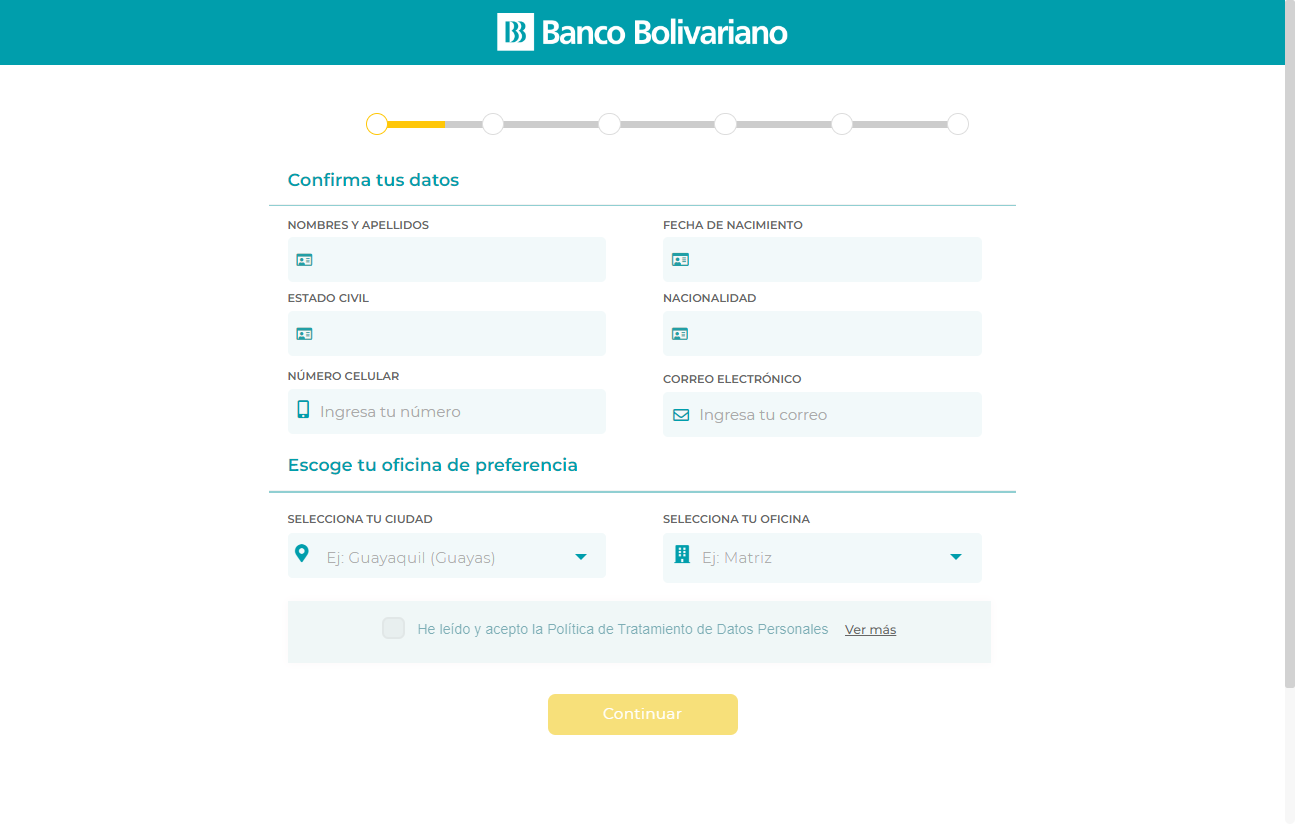 Banco Bolivariano
Confirma tus datos
NOMBRES Y APELLIDOS
FECHA DE NACIMIENTO
ESTADO CIVIL
NACIONALIDAD
NÚMERO CELULAR
CORREO ELECTRÓNICO
Ingresa tu número
Ingresa tu correo
Escoge tu oficina de preferencia
SELECCIONA TU CIUDAD
SELECCIONA TU OFICINA
Ej: Guayaquil (Guayas)
Ej: Matriz
He leído y acepto la Política de Tratamiento de Datos Personales Ver más
Continuar